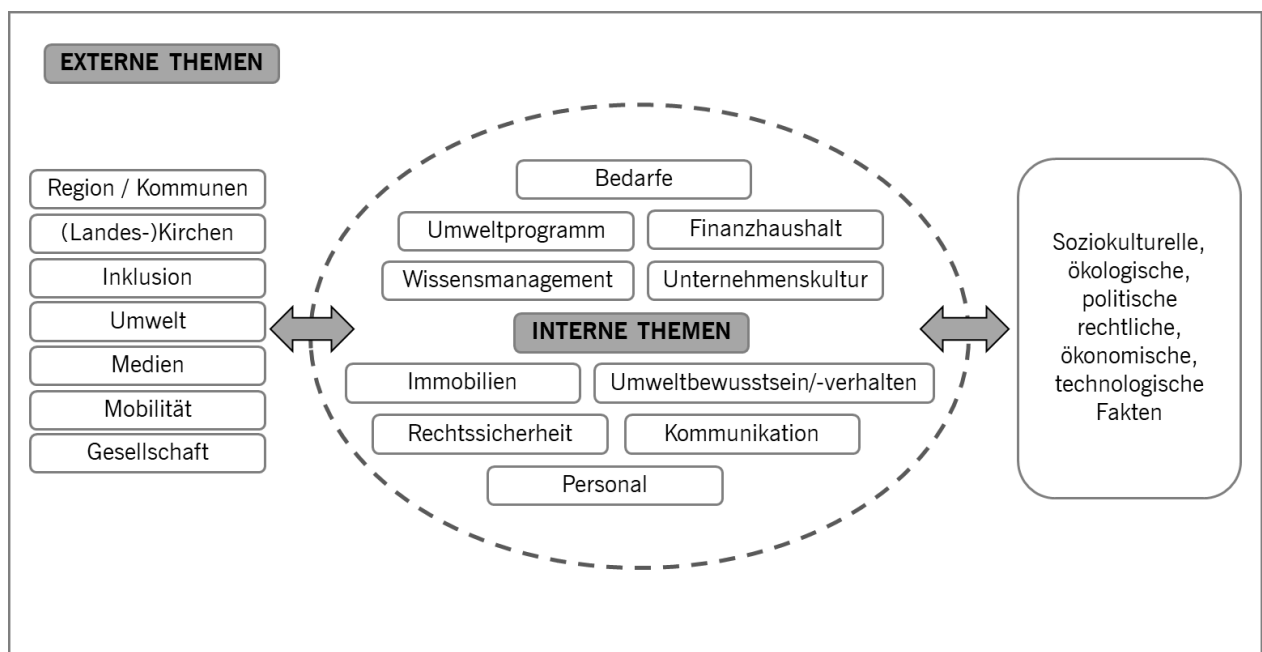 EXTERNE THEMEN
Region / Kommunen
(Landes-)Kirchen
Inklusion
Umwelt
Medien
Mobilität
Gesellschaft
Bedarfe
Umweltprogramm
Finanzhaushalt
Wissensmanagement
Unternehmenskultur
INTERNE THEMEN
Immobilien
Umweltbewusstsein/-verhalten
Rechtssicherheit
Kommunikation
Personal
Soziokulturelle,
ökologische,
politische
rechtliche,
ökonomische,
technologische
Fakten